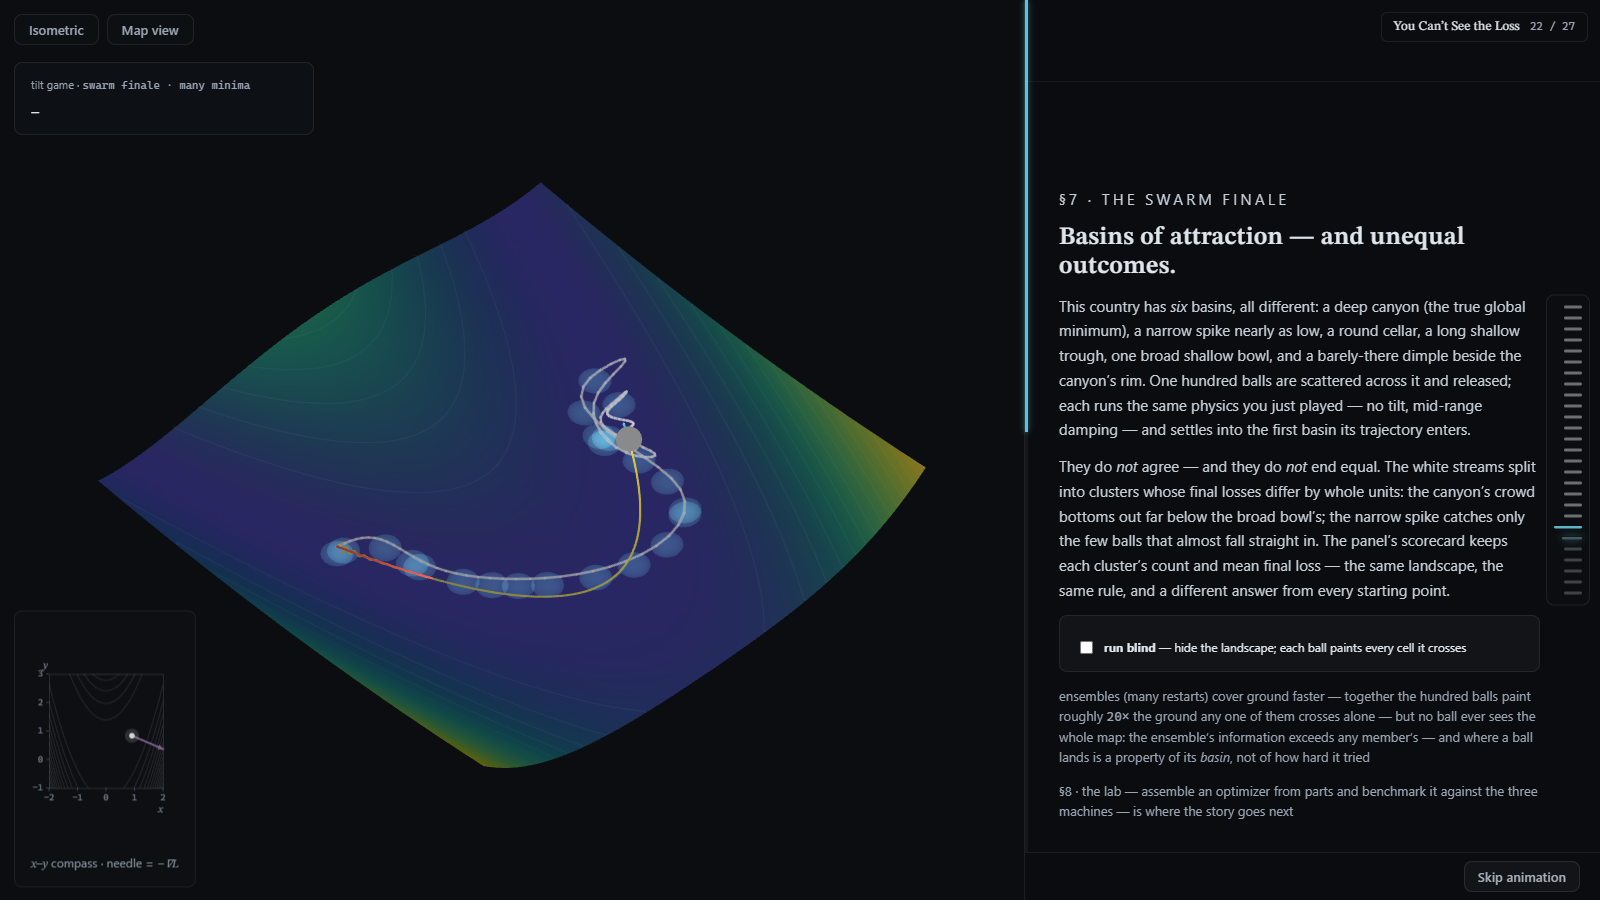 Isometric
Map view
tilt game · swarm finale · many minima
—
y
3
2
1
0
−1
−2 −1 0 1 2
x
x–y compass · needle = −∇L
You Can't See the Loss 22 / 27
§7 · THE SWARM FINALE
Basins of attraction — and unequal
outcomes.
This country has six basins, all different: a deep canyon (the true global
minimum), a narrow spike nearly as low, a round cellar, a long shallow
trough, one broad shallow bowl, and a barely-there dimple beside the
canyon's rim. One hundred balls are scattered across it and released;
each runs the same physics you just played — no tilt, mid-range
damping — and settles into the first basin its trajectory enters.
They do not agree — and they do not end equal. The white streams split
into clusters whose final losses differ by whole units: the canyon's crowd
bottoms out far below the broad bowl's; the narrow spike catches only
the few balls that almost fall straight in. The panel's scorecard keeps
each cluster's count and mean final loss — the same landscape, the
same rule, and a different answer from every starting point.
run blind — hide the landscape; each ball paints every cell it crosses
ensembles (many restarts) cover ground faster — together the hundred balls paint
roughly 20× the ground any one of them crosses alone — but no ball ever sees the
whole map: the ensemble's information exceeds any member's — and where a ball
lands is a property of its basin, not of how hard it tried
§8 · the lab — assemble an optimizer from parts and benchmark it against the three
machines — is where the story goes next
Skip animation